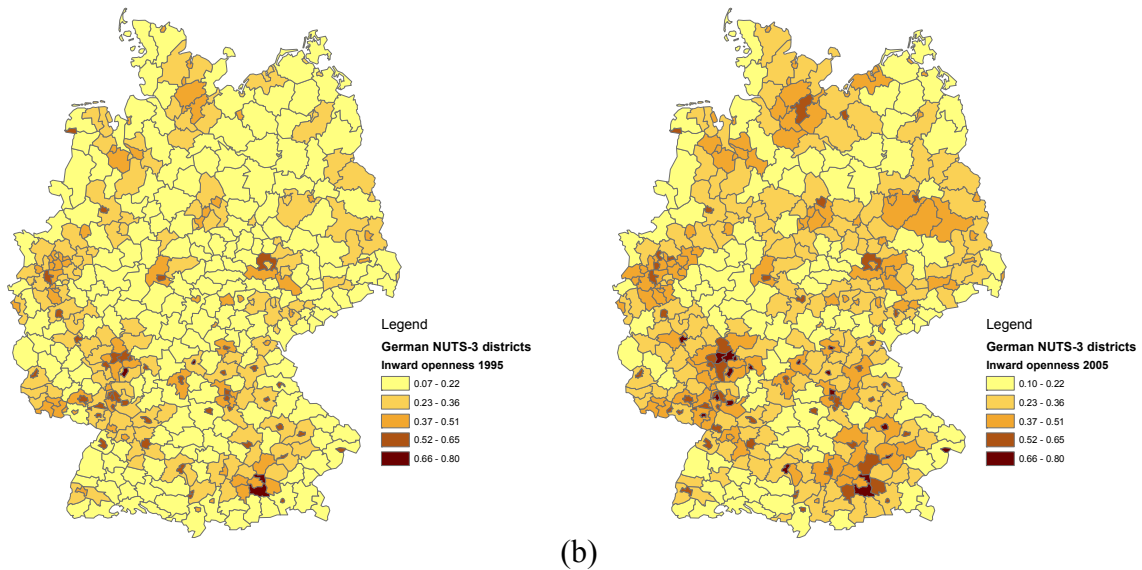 Legend
German NUTS-3 districts
Inward openness 1995
0.07 - 0.22
0.23 - 0.36
0.37 - 0.51
0.52 - 0.65
0.66 - 0.80
Legend
German NUTS-3 districts
Inward openness 2005
0.10 - 0.22
0.23 - 0.36
0.37 - 0.51
0.52 - 0.65
0.66 - 0.80
(b)